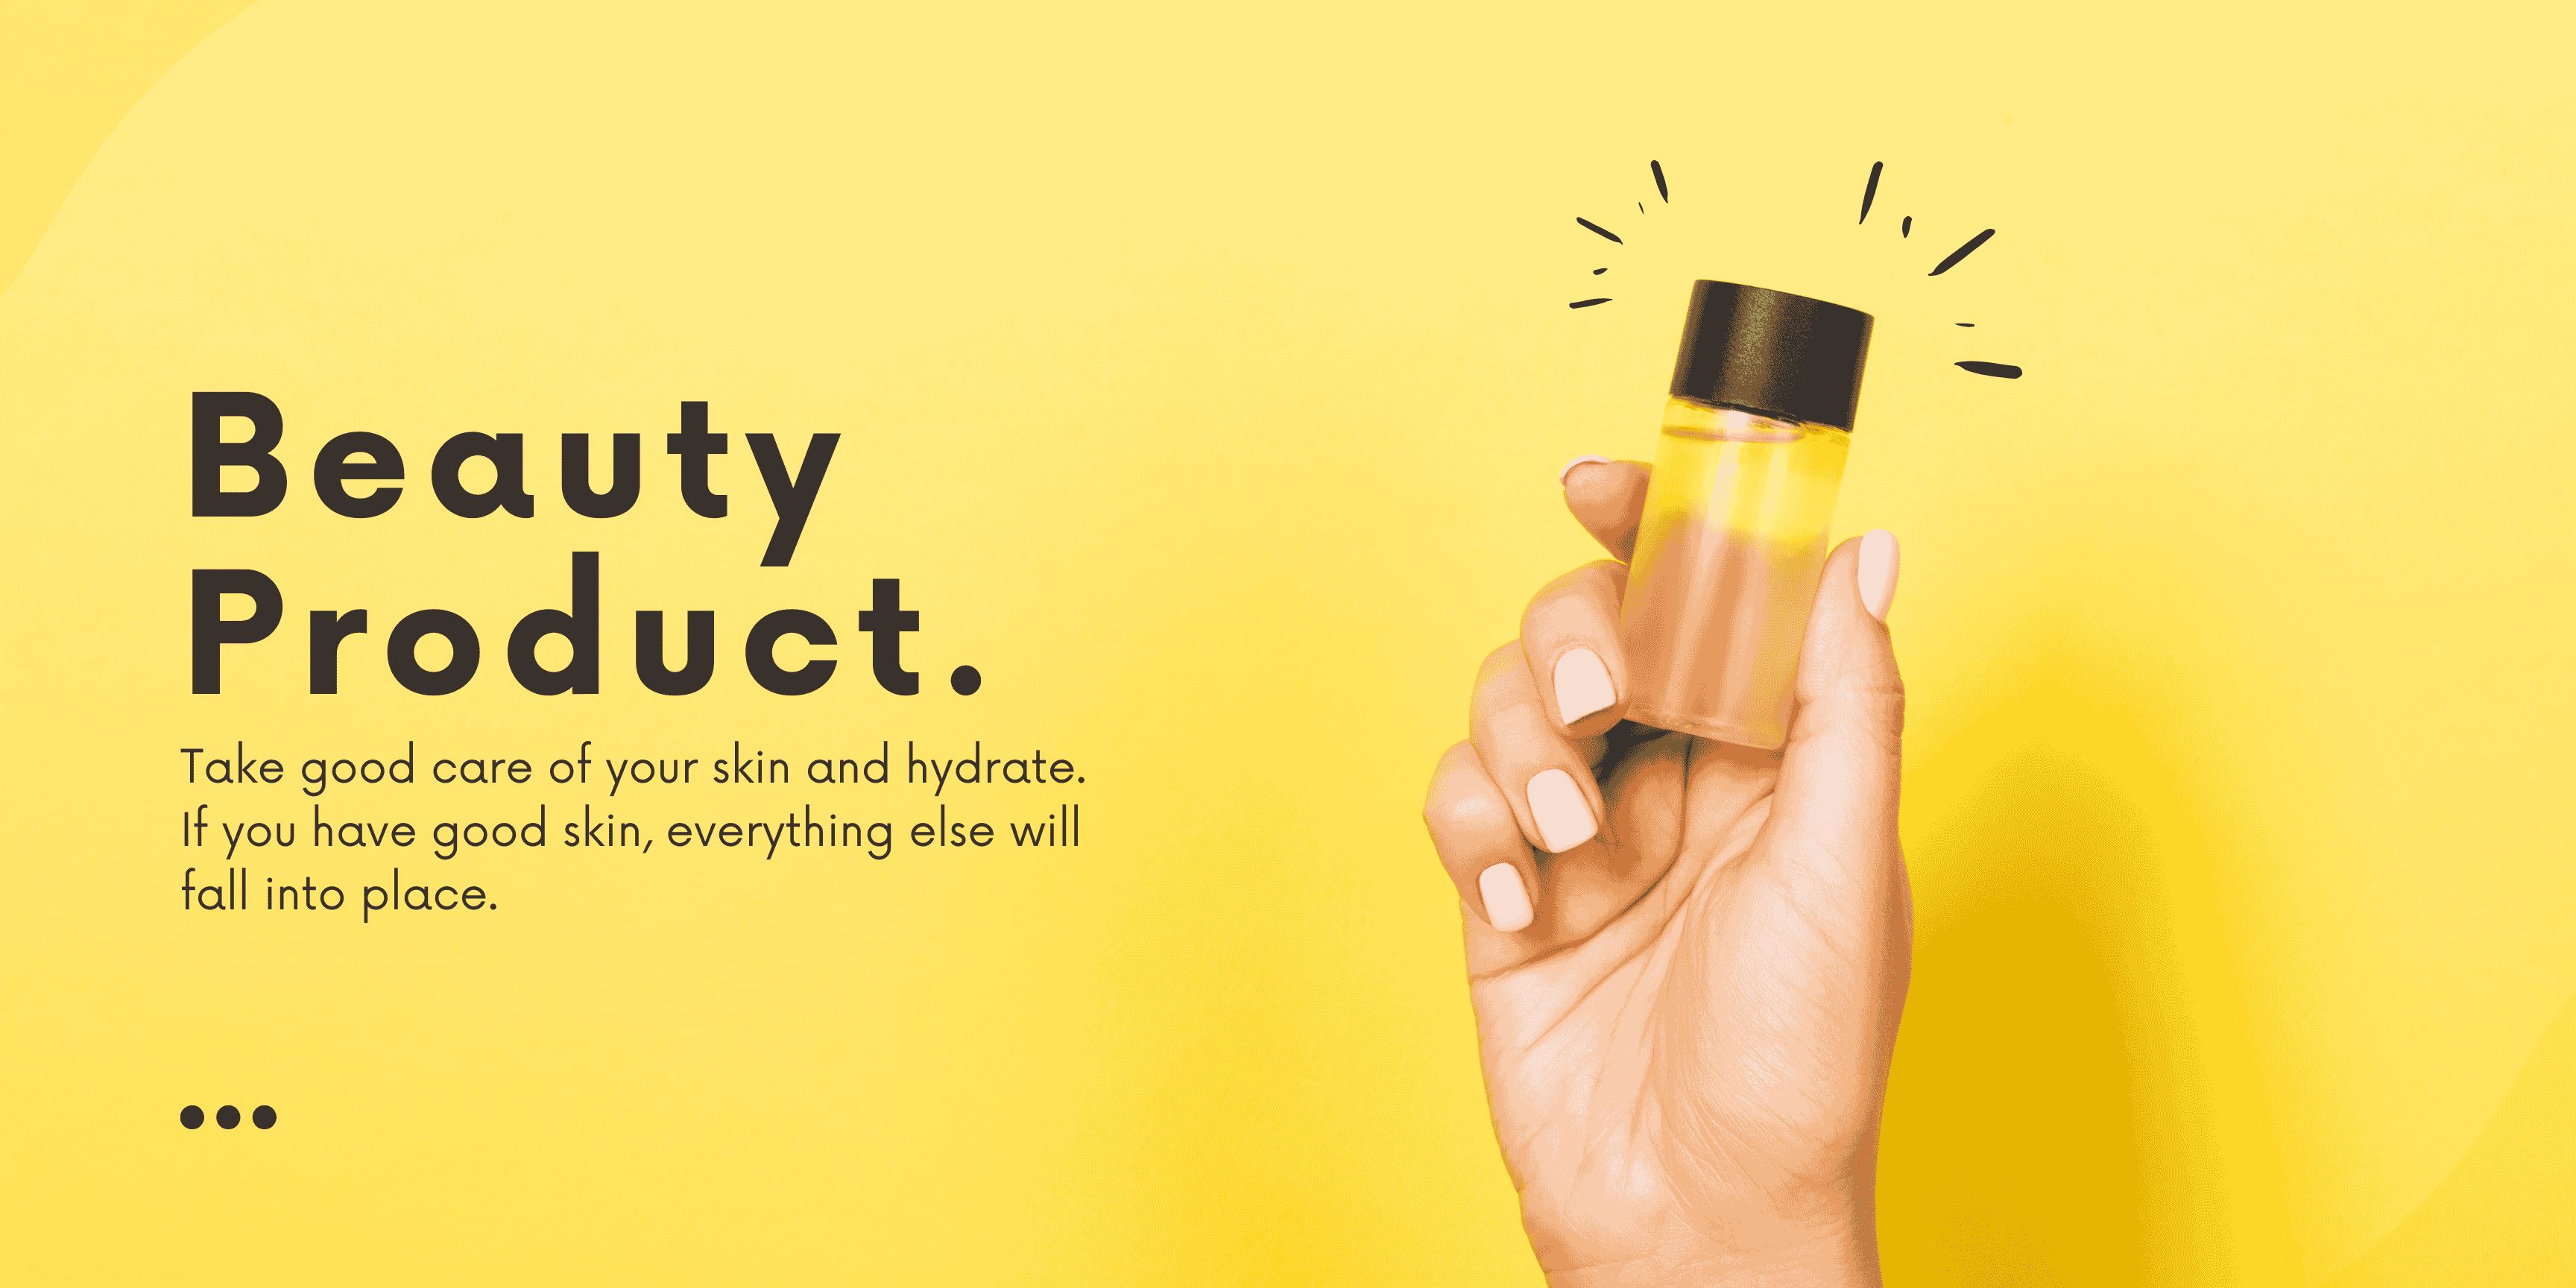 Beauty
Product.
Take good care of your skin and hydrate.
If you have good skin, everything else will
fall into place.